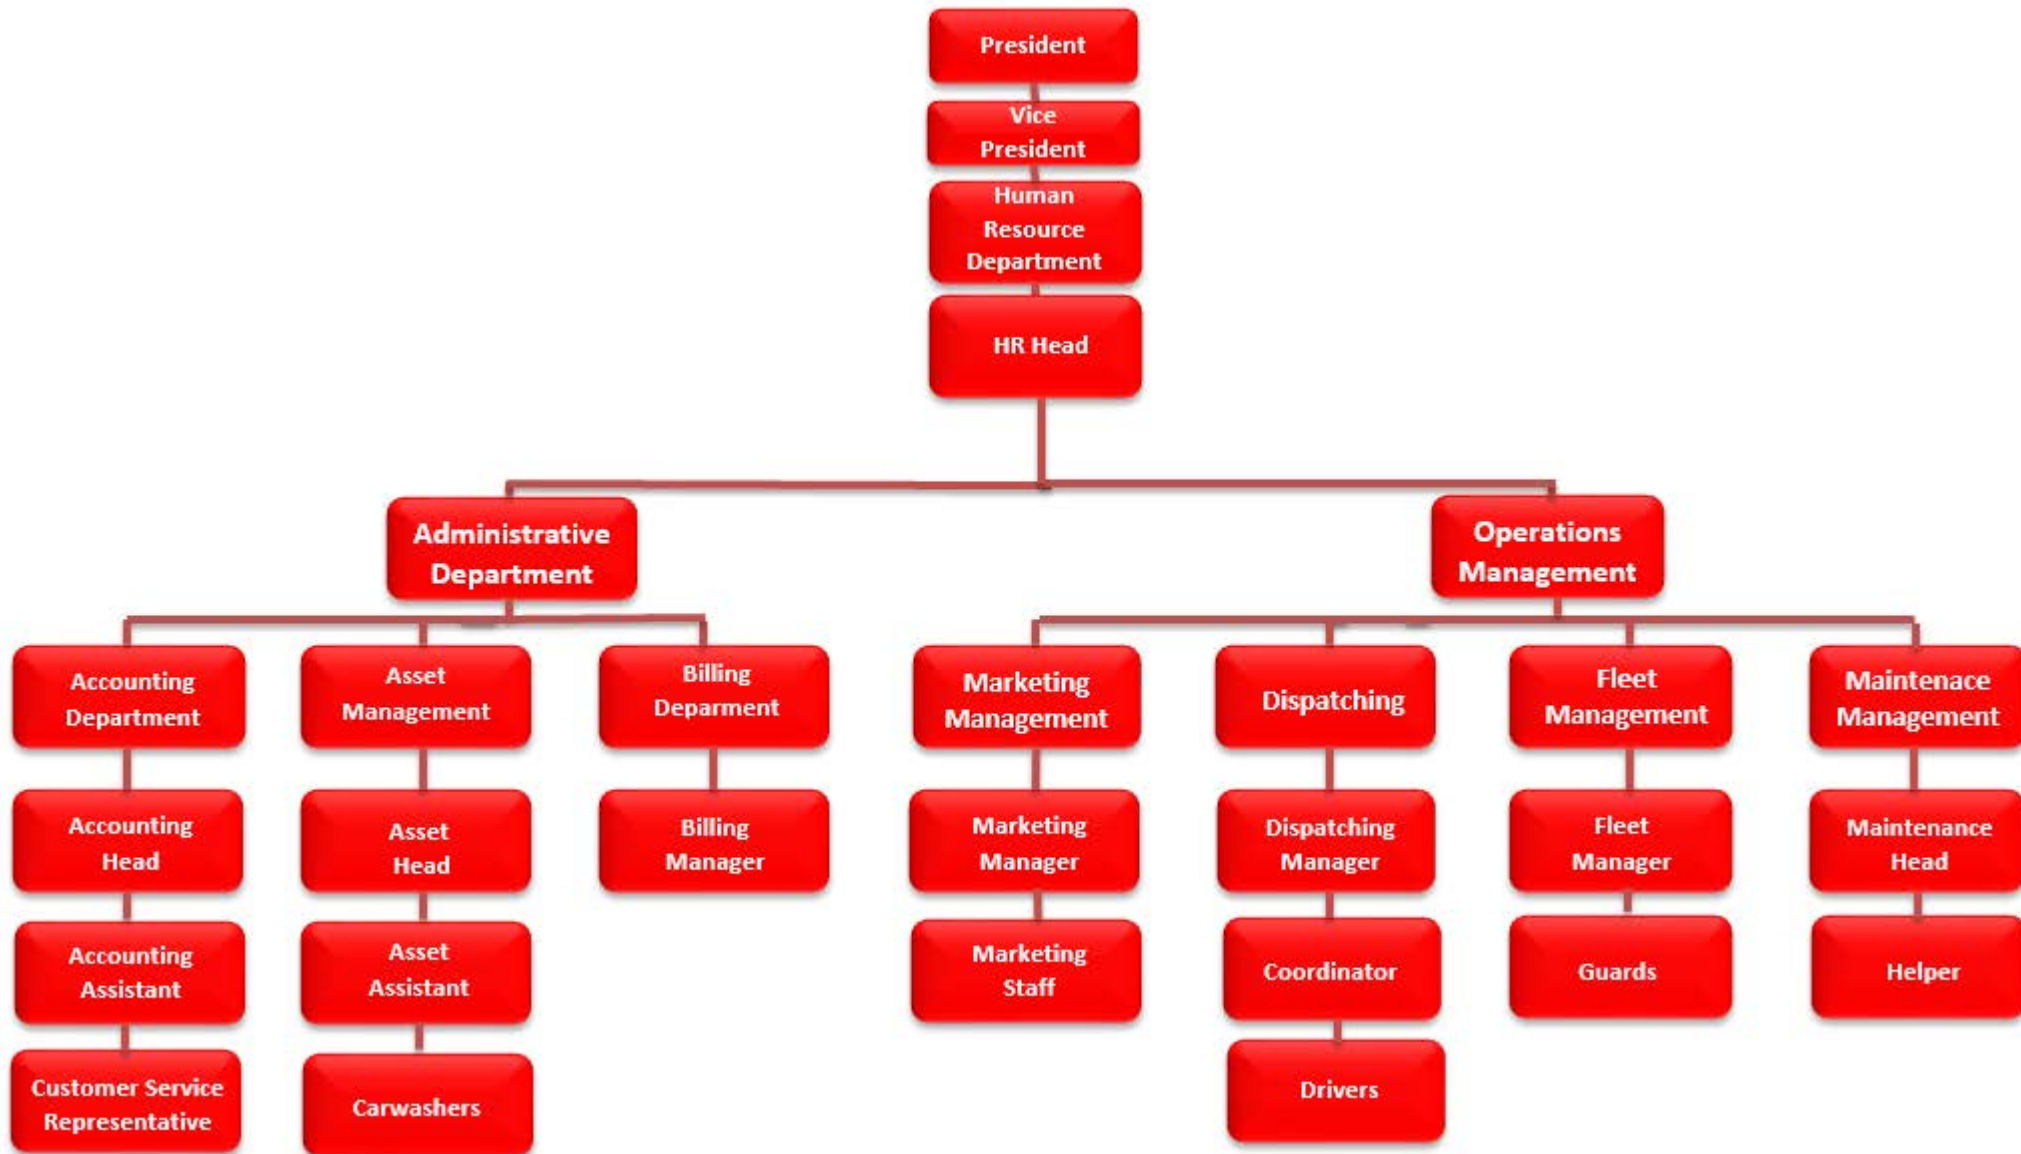 President
Vice
President
Human
Resource
Department
HR Head
Administrative
Department
Operations
Management
Accounting
Department
Asset
Management
Billing
Deparment
Marketing
Management
Dispatching
Fleet
Management
Maintenace
Management
Accounting
Head
Asset
Head
Billing
Manager
Marketing
Manager
Dispatching
Manager
Fleet
Manager
Maintenance
Head
Accounting
Assistant
Asset
Assistant
Marketing
Staff
Coordinator
Guards
Helper
Customer Service
Representative
Carwashers
Drivers